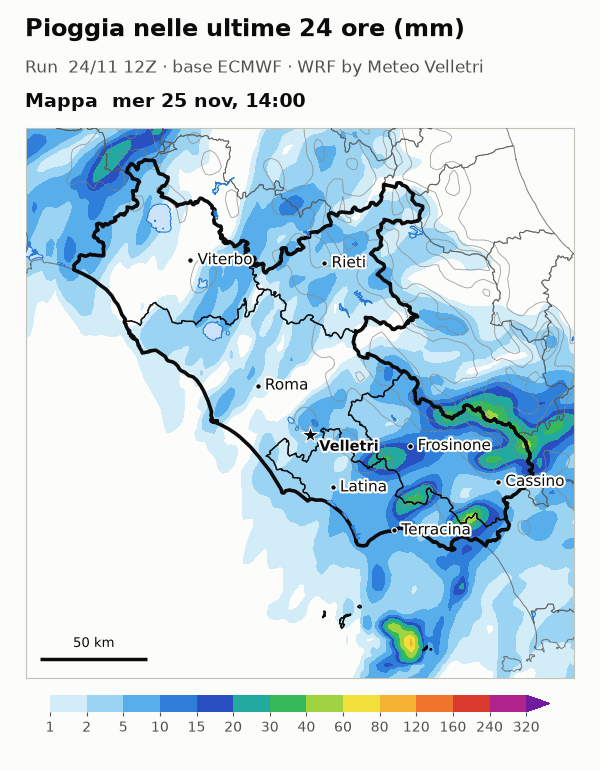 Pioggia nelle ultime 24 ore (mm)
Run  24/11 12Z · base ECMWF · WRF by Meteo Velletri
Mappa  mer 25 nov, 14:00
Viterbo
Rieti
Roma
Velletri
Frosinone
Latina
Cassino
Terracina
50 km
1 2 5 10 15 20 30 40 60 80 120 160 240 320